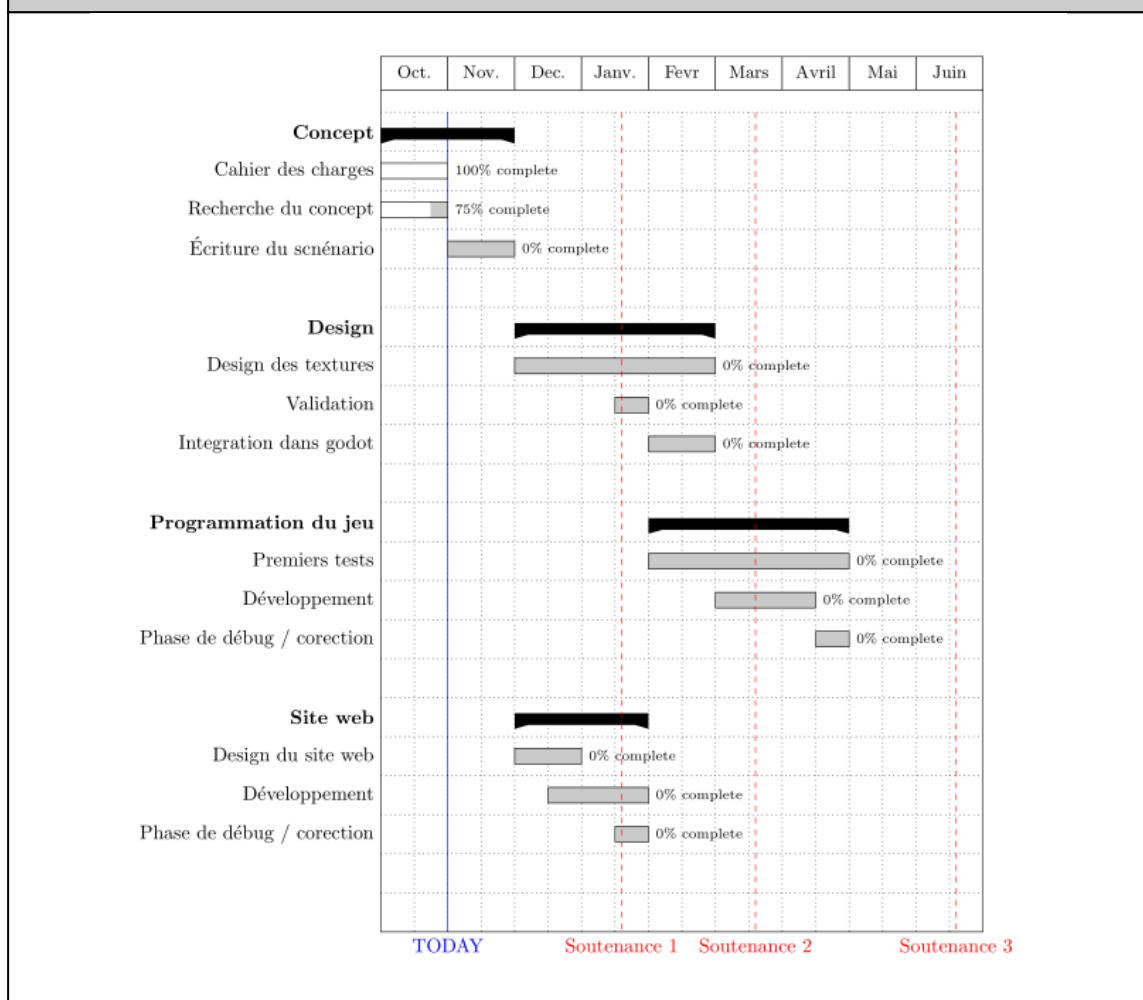 Oct. Nov. Dec. Janv. Fevr Mars Avril Mai Juin
Concept
Cahier des charges 100% complete
Recherche du concept 75% complete
Écriture du scnénario 0% complete
Design
Design des textures 0% complete
Validation 0% complete
Integration dans godot 0% complete
Programmation du jeu
Premiers tests 0% complete
Développement 0% complete
Phase de débug / corection 0% complete
Site web
Design du site web 0% complete
Développement 0% complete
Phase de débug / corection 0% complete
TODAY Soutenance 1 Soutenance 2 Soutenance 3